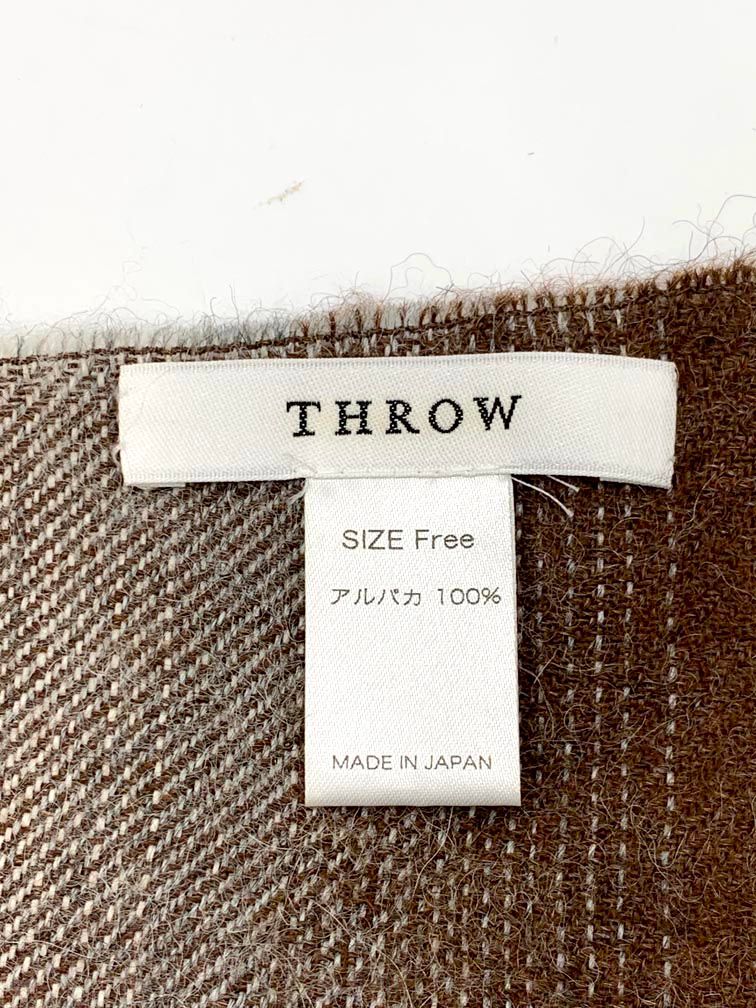 THROW
SIZE Free
アルパカ 100%
MADE IN JAPAN